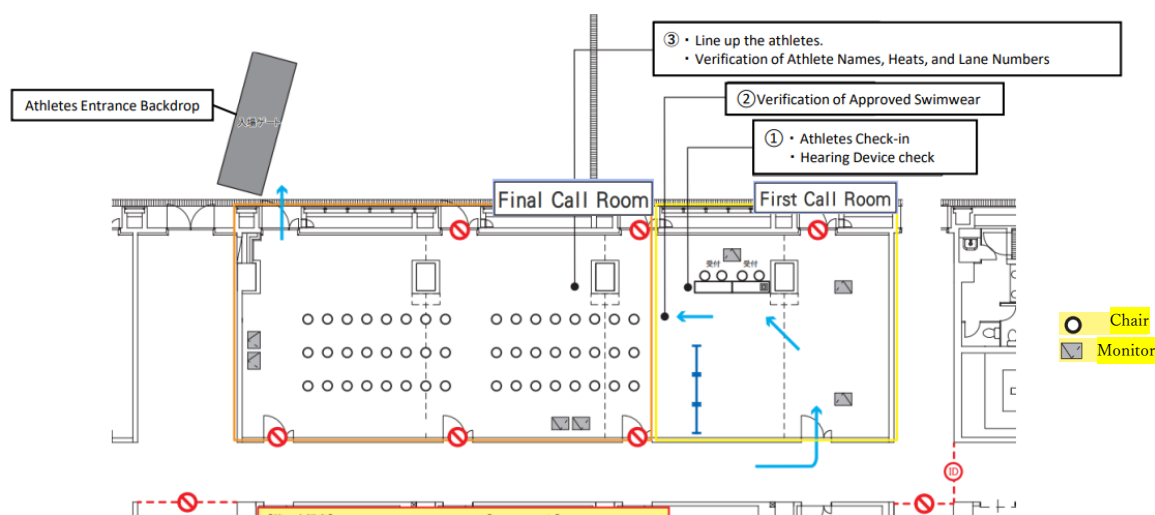 ③・Line up the athletes.
・Verification of Athlete Names, Heats, and Lane Numbers
Athletes Entrance Backdrop
②Verification of Approved Swimwear
入場ゲート
①・Athletes Check-in
・Hearing Device check
Final Call Room
First Call Room
受付 受付
Chair
Monitor
ID